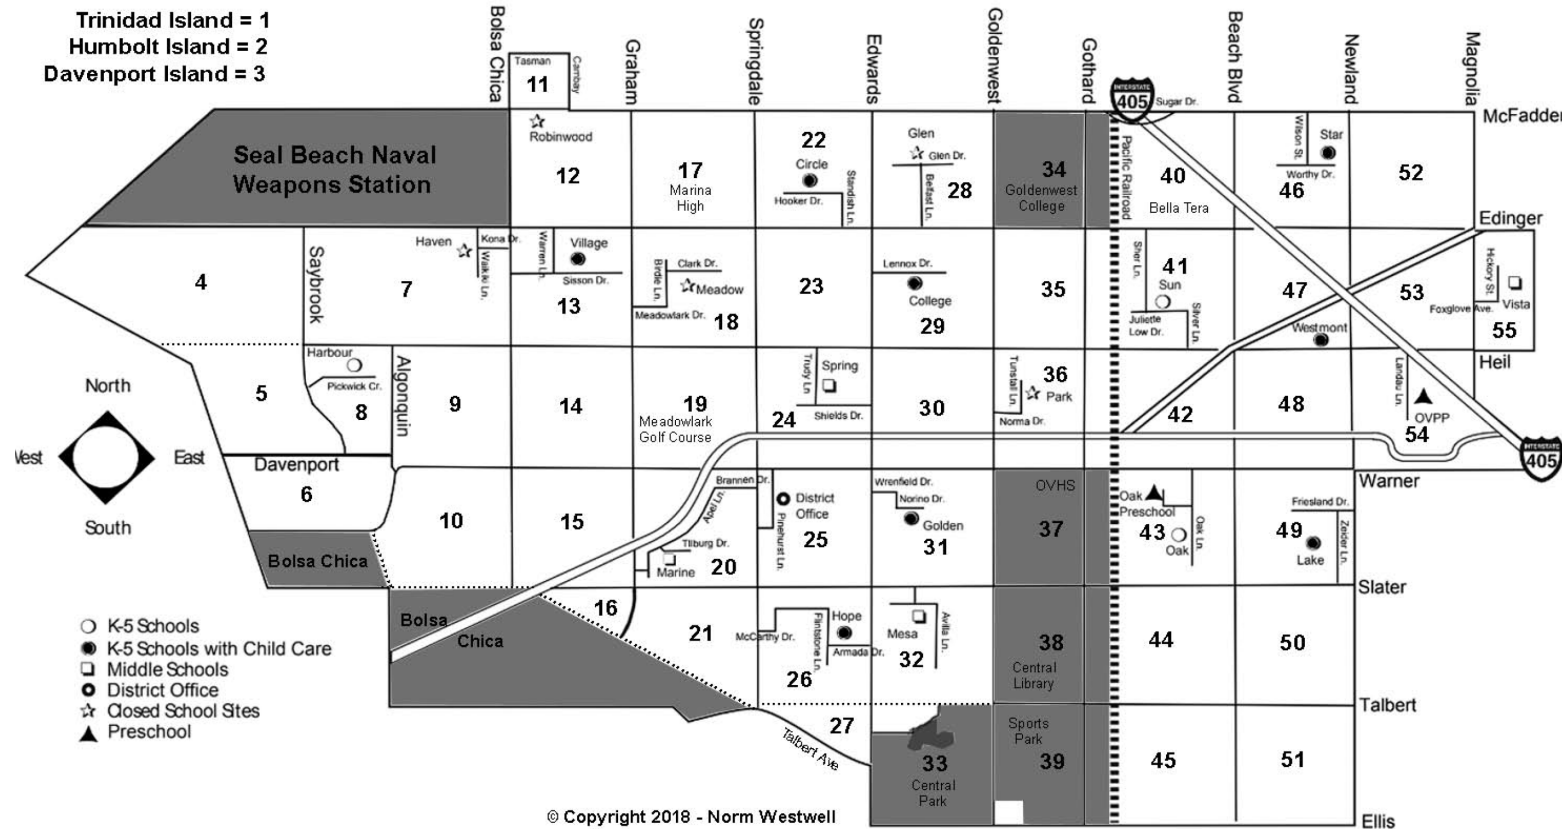 Trinidad Island = 1
Humbolt Island = 2
Davenport Island = 3
Bolsa Chica
Graham
Springdale
Edwards
Goldenwest
Gothard
Beach Blvd
Newland
Magnolia
Tasman
Cambay
11
INTERSTATE
405
Sugar Dr.
McFadden
Seal Beach Naval
Weapons Station
Robinwood
12
17
Marina
High
22
Circle
Hooker Dr.
Standish Ln.
Glen
Glen Dr.
Belfast Ln.
28
34
Goldenwest
College
Pacific Railroad
40
Bella Tera
Wilson St.
Star
Worthy Dr.
46
52
Edinger
4
Saybrook
7
Haven
Kona Dr.
Waikiki Ln.
Warren Ln.
Village
Sisson Dr.
13
Birdie Ln.
Clark Dr.
Meadow
Meadowlark Dr.
18
23
Lennox Dr.
College
29
35
Sher Ln.
41
Sun
Juliette
Low Dr.
Silver Ln.
47
Westmont
53
Hickory St.
Foxglove Ave.
Vista
55
Heil
North
West
East
South
5
Harbour
Pickwick Cr.
8
Algonquin
9
14
19
Meadowlark
Golf Course
Trudy Ln
Spring
Shields Dr.
24
30
Tunstall Ln.
36
Park
Norma Dr.
42
48
Landau Ln.
OVPP
54
INTERSTATE
405
Davenport
6
10
15
Brannen Dr.
Apel Ln.
Tilburg Dr.
Marine
20
Pinehurst Ln.
District
Office
25
Wrenfield Dr.
Norino Dr.
Golden
31
OVHS
37
Oak
Preschool
43
Oak
Oak Ln.
Friesland Dr.
49
Lake
Zeider Ln.
Warner
Bolsa Chica
Slater
Bolsa
Chica
16
21
McCarthy Dr.
Flintstone Ln.
Hope
Armada Dr.
26
Mesa
Avilla Ln.
32
38
Central
Library
44
50
Talbert
27
Talbert Ave
33
Central
Park
Sports
Park
39
45
51
Ellis
K-5 Schools
K-5 Schools with Child Care
Middle Schools
District Office
Closed School Sites
Preschool
© Copyright 2018 - Norm Westwell